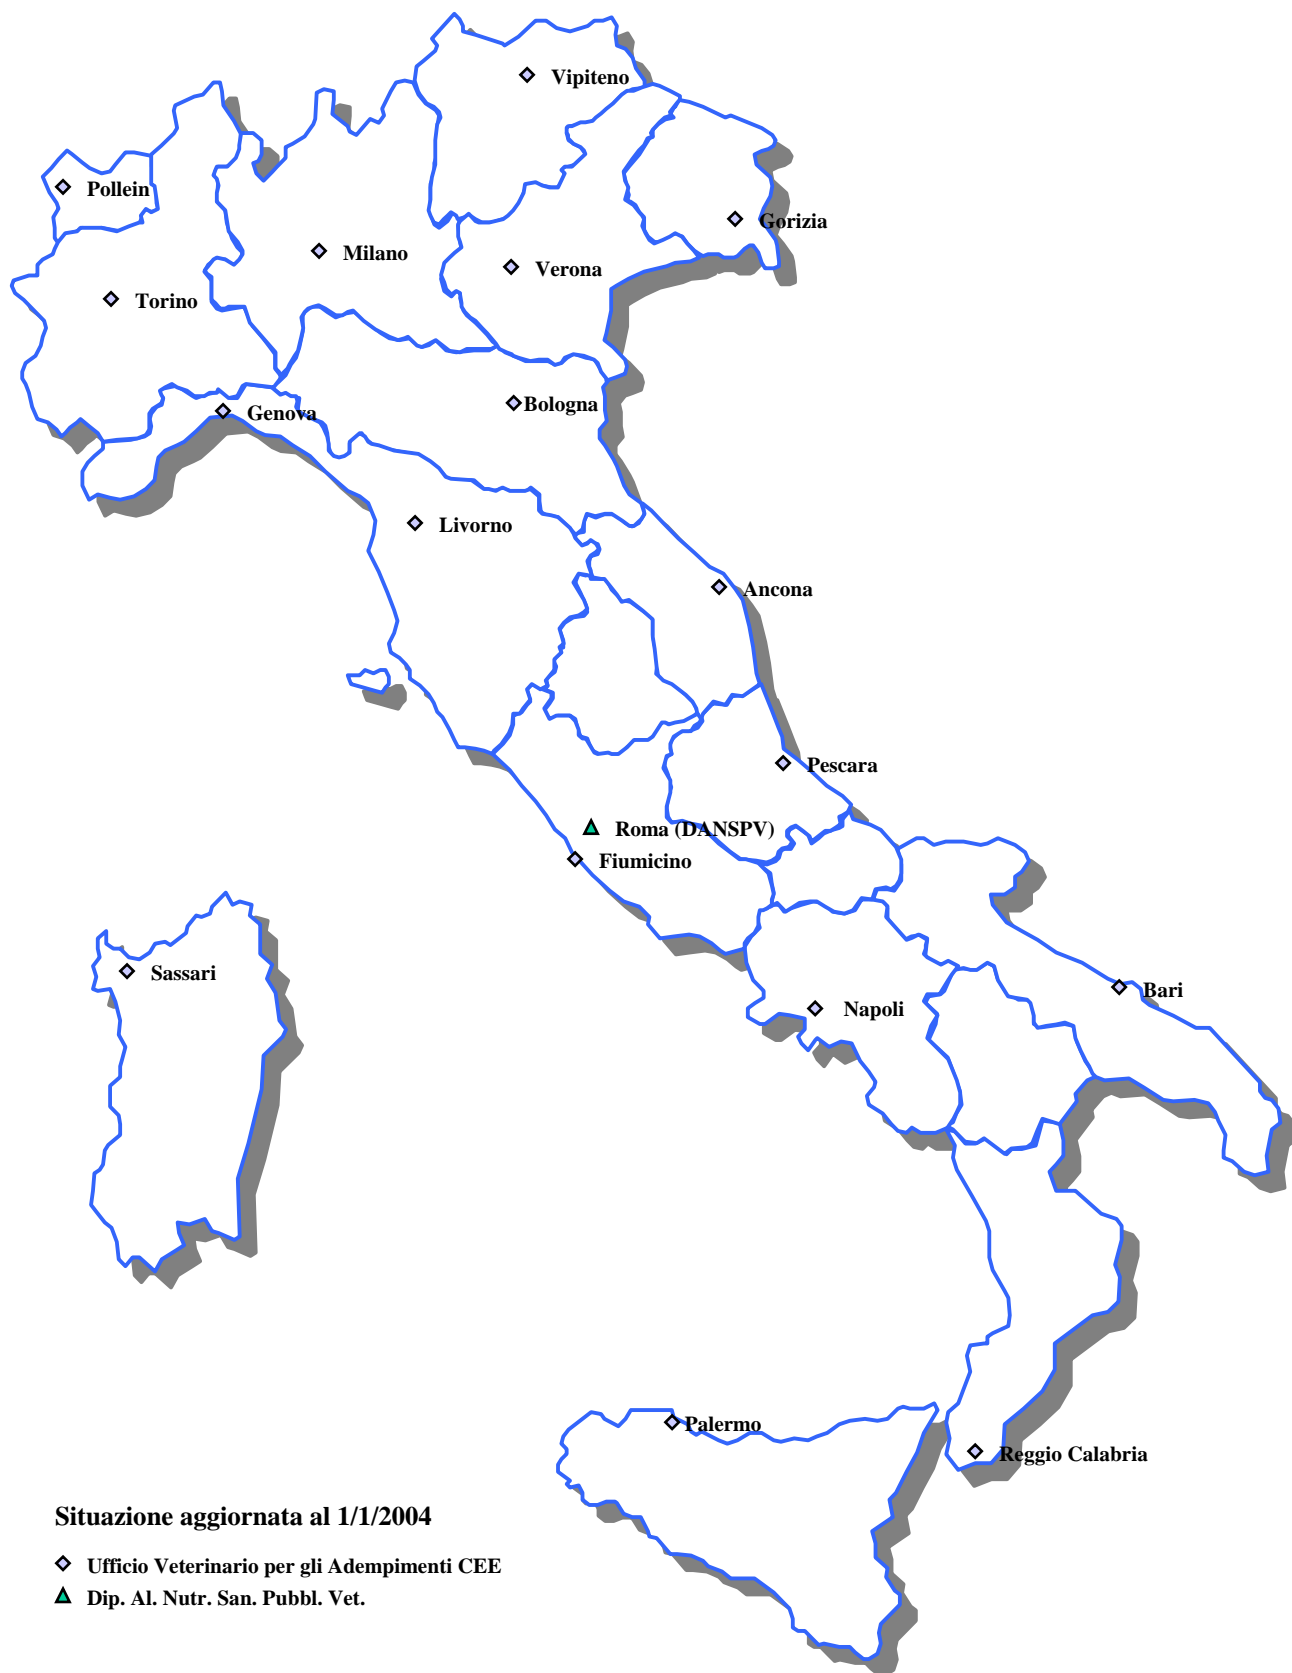 Vipiteno
Pollein
Gorizia
Milano
Verona
Torino
Bologna
Genova
Livorno
Ancona
Pescara
Roma (DANSPV)
Fiumicino
Sassari
Bari
Napoli
Palermo
Reggio Calabria
Situazione aggiornata al 1/1/2004
Ufficio Veterinario per gli Adempimenti CEE
Dip. Al. Nutr. San. Pubbl. Vet.